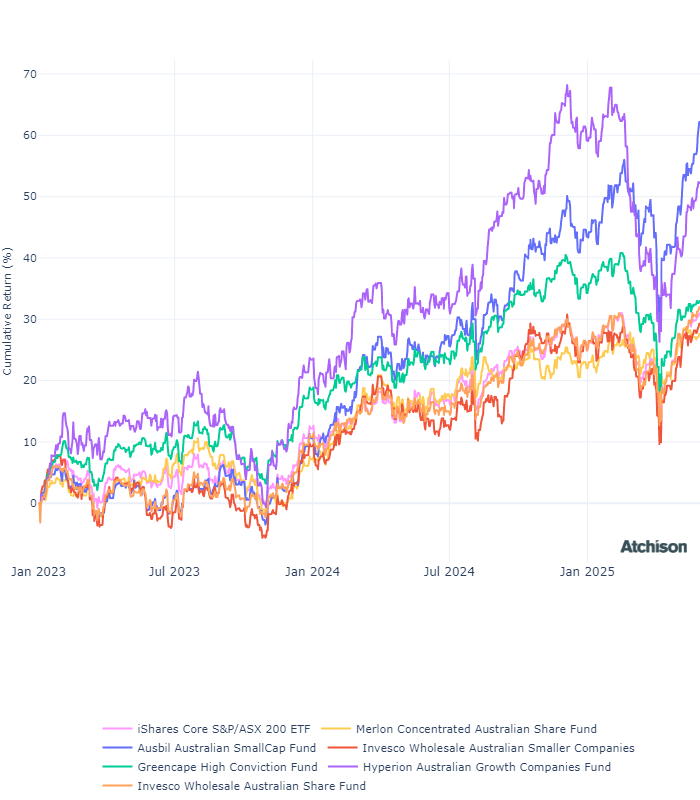 70
60
50
40
30
20
10
0
Cumulative Return (%)
Jan 2023 Jul 2023 Jan 2024 Jul 2024 Jan 2025
Atchison
iShares Core S&P/ASX 200 ETF Merlon Concentrated Australian Share Fund
Ausbil Australian SmallCap Fund Invesco Wholesale Australian Smaller Companies
Greencape High Conviction Fund Hyperion Australian Growth Companies Fund
Invesco Wholesale Australian Share Fund